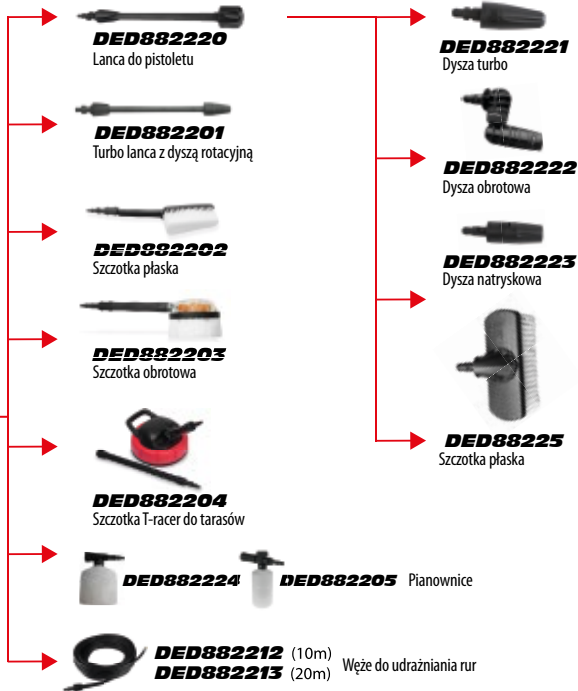 DED882220
Lanca do pistoletu
DED882201
Turbo lanca z dyszą rotacyjną
DED882202
Szczotka płaska
DED882203
Szczotka obrotowa
DED882204
Szczotka T-racer do tarasów
DED882224 DED882205 Pianownice
DED882212 (10m)
DED882213 (20m)
Węże do udrażniania rur
DED882221
Dysza turbo
DED882222
Dysza obrotowa
DED882223
Dysza natryskowa
DED88225
Szczotka płaska